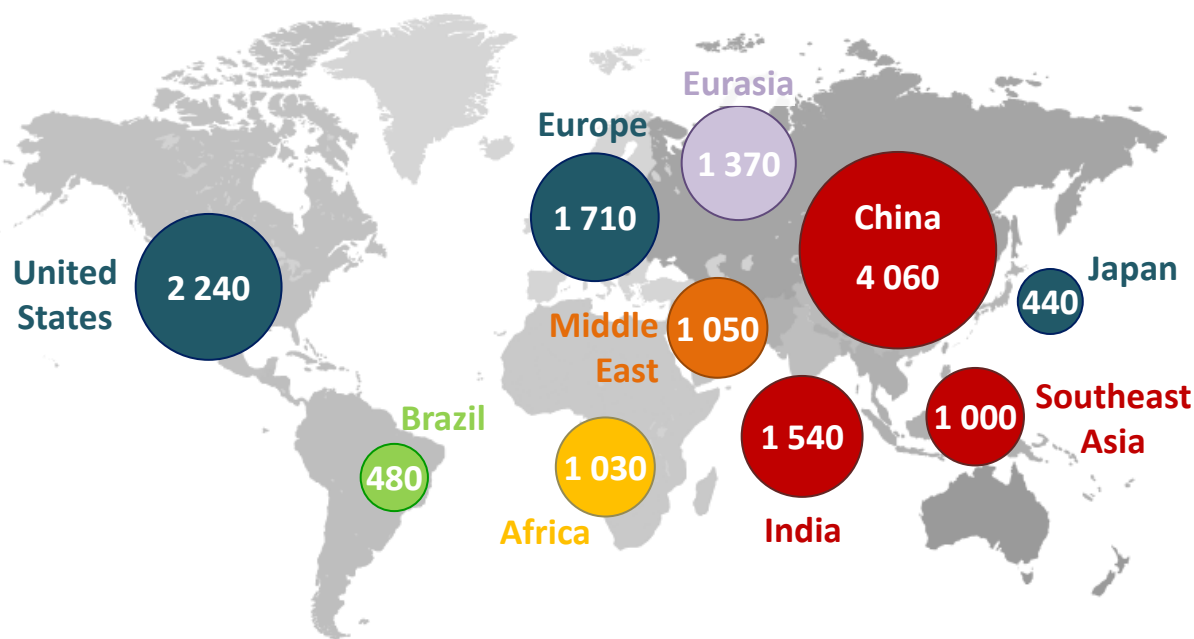 Eurasia
1 370
Europe
1 710
China
4 060
United
States
2 240
Japan
440
Middle
East
1 050
Brazil
480
Africa
1 030
India
1 540
Southeast
Asia
1 000